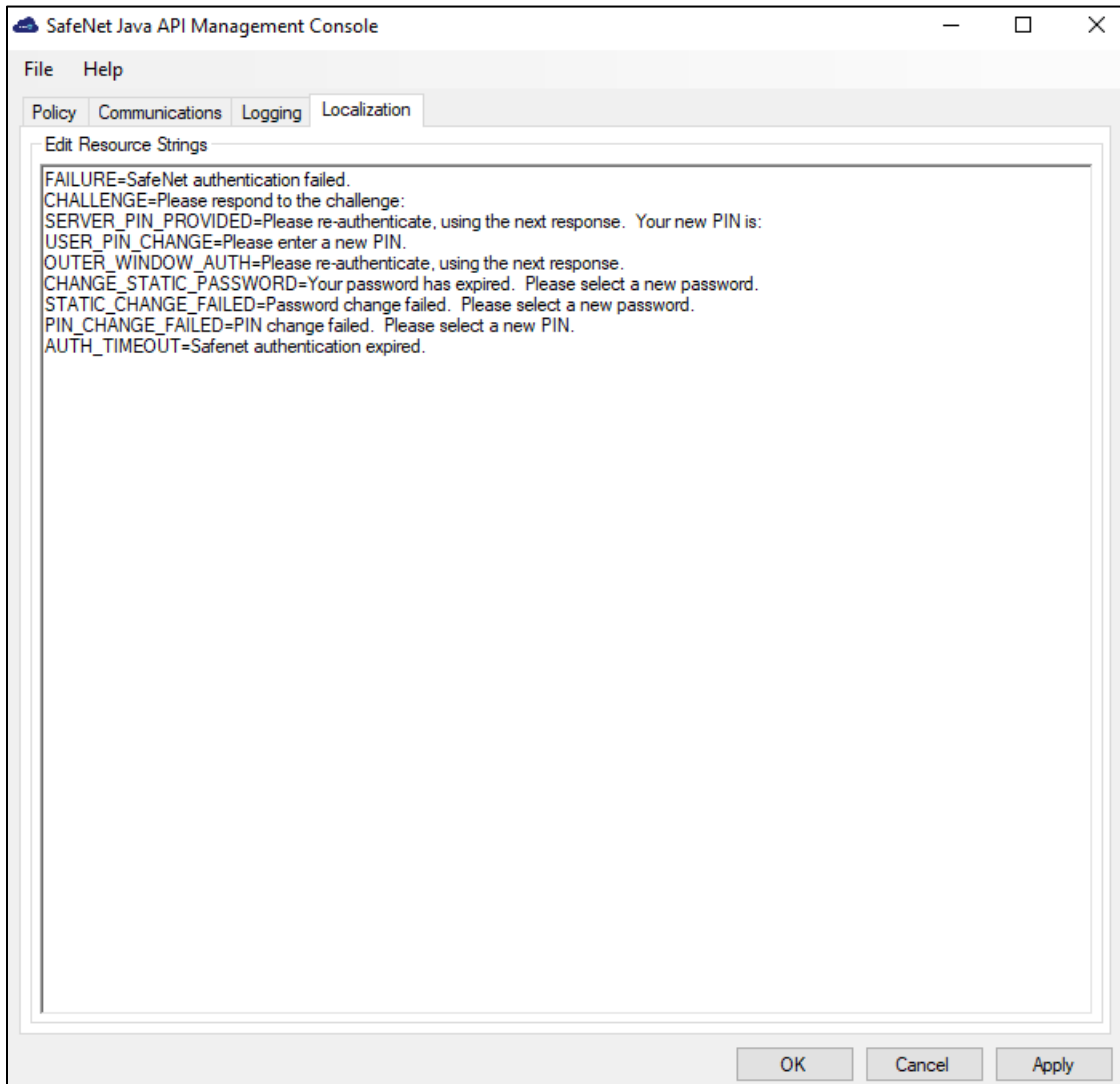 SafeNet Java API Management Console
File Help
Policy Communications Logging Localization
Edit Resource Strings
FAILURE=SafeNet authentication failed.
CHALLENGE=Please respond to the challenge:
SERVER_PIN_PROVIDED=Please re-authenticate, using the next response.  Your new PIN is:
USER_PIN_CHANGE=Please enter a new PIN.
OUTER_WINDOW_AUTH=Please re-authenticate, using the next response.
CHANGE_STATIC_PASSWORD=Your password has expired.  Please select a new password.
STATIC_CHANGE_FAILED=Password change failed.  Please select a new password.
PIN_CHANGE_FAILED=PIN change failed.  Please select a new PIN.
AUTH_TIMEOUT=Safenet authentication expired.
OK Cancel Apply